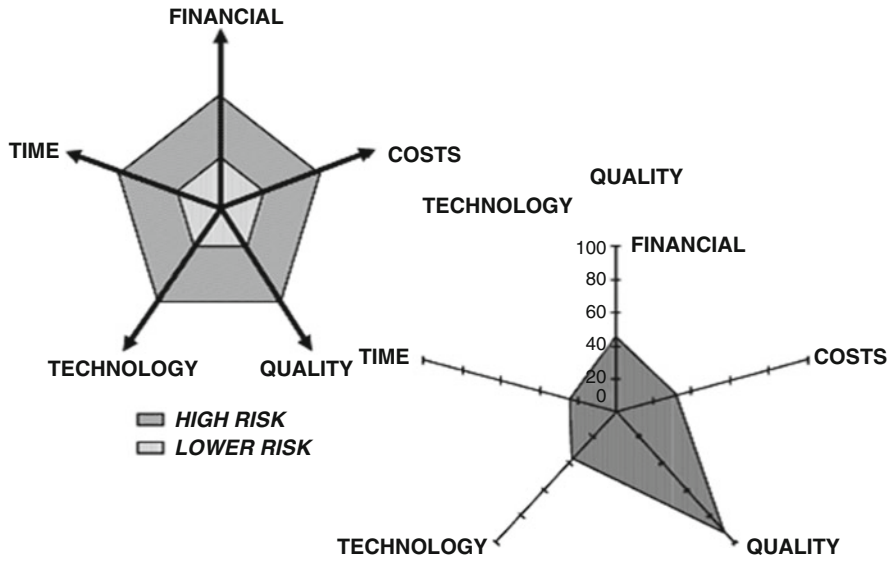 FINANCIAL
TIME
COSTS
TECHNOLOGY
QUALITY
HIGH RISK
LOWER RISK
QUALITY
TECHNOLOGY
100
FINANCIAL
80
60
40
20
0
TIME
COSTS
TECHNOLOGY
QUALITY